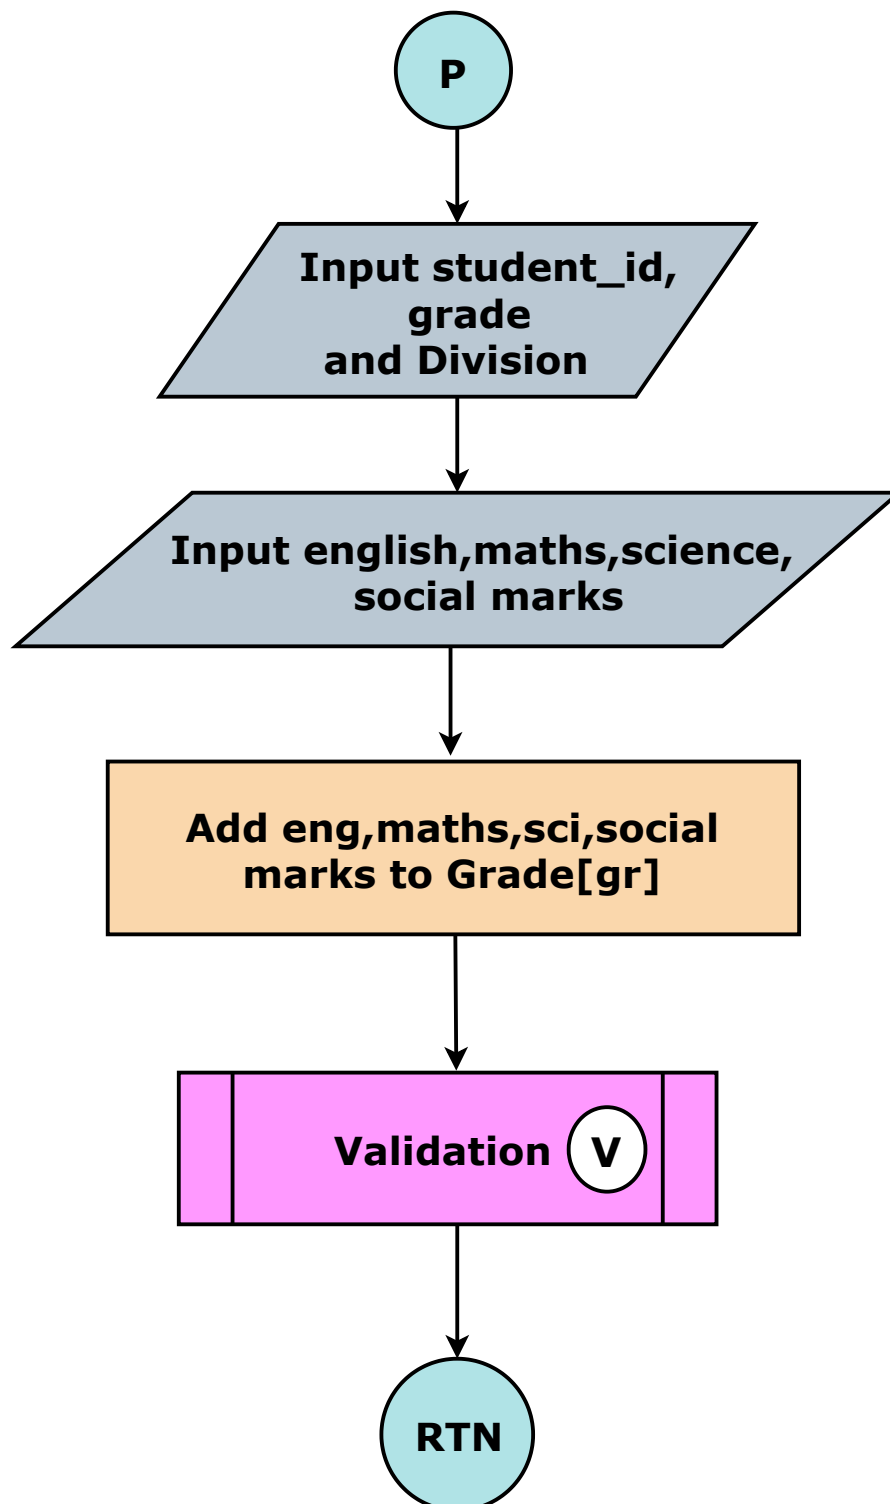 P
Input student_id,
grade
and Division
Input english,maths,science,
social marks
Add eng,maths,sci,social
marks to Grade[gr]
Validation V
RTN